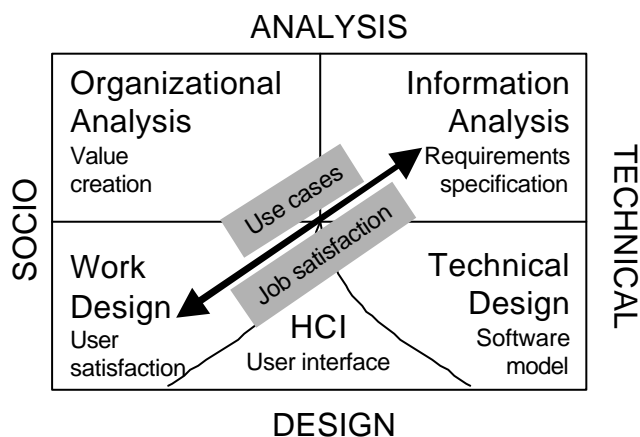 ANALYSIS
Organizational
Analysis
Value
creation
Information
Analysis
Requirements
specification
SOCIO
TECHNICAL
Use cases
Job satisfaction
Work
Design
User
satisfaction
HCI
User interface
Technical
Design
Software
model
DESIGN